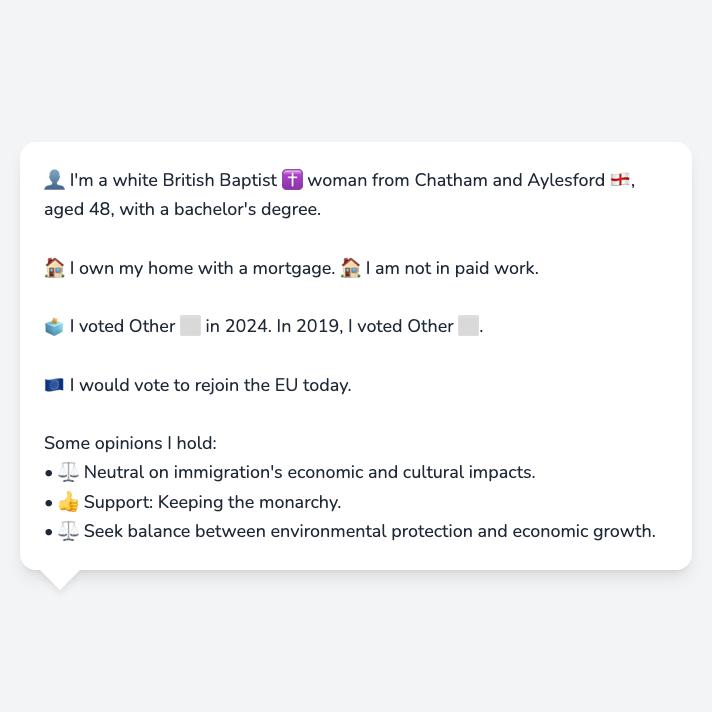 👤 I'm a white British Baptist ✝️ woman from Chatham and Aylesford 🏴󠁧󠁢󠁥󠁮󠁧󠁿,
aged 48, with a bachelor's degree.
🏠 I own my home with a mortgage. 🏠 I am not in paid work.
🗳️ I voted Other ⬜ in 2024. In 2019, I voted Other ⬜.
🇪🇺 I would vote to rejoin the EU today.
Some opinions I hold:
• ⚖️ Neutral on immigration's economic and cultural impacts.
• 👍 Support: Keeping the monarchy.
• ⚖️ Seek balance between environmental protection and economic growth.